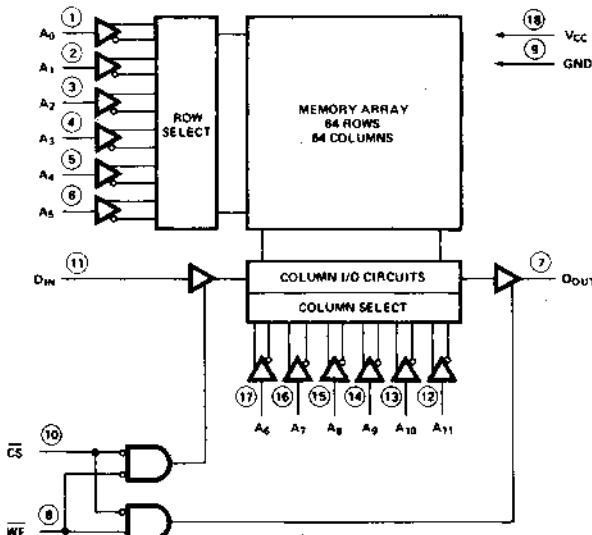 1
A0
2
A1
3
A2
4
A3
5
A4
6
A5
ROW
SELECT
MEMORY ARRAY
64 ROWS
64 COLUMNS
18
VCC
9
GND
11
DIN
COLUMN I/O CIRCUITS
COLUMN SELECT
7
DOUT
17
16
15
14
13
12
A6
A7
A8
A9
A10
A11
10
CS
8
WE